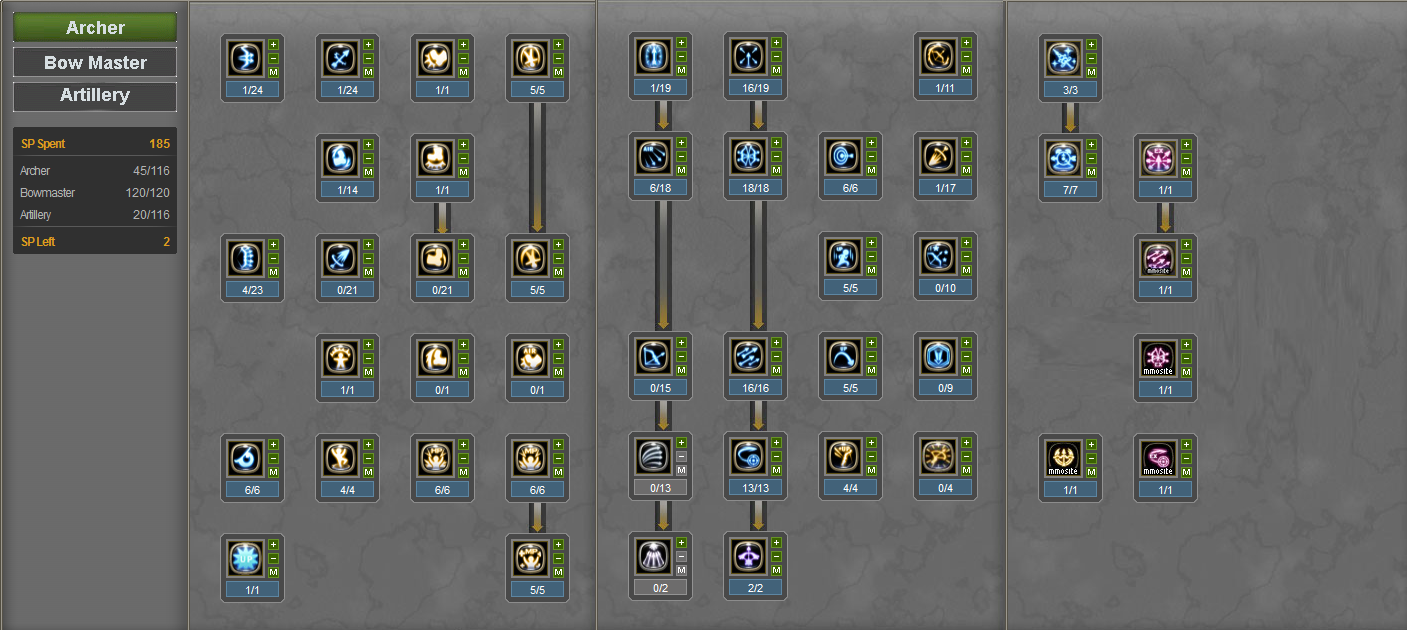 Archer
Bow Master
Artillery
SP Spent 185
Archer 45/116
Bowmaster 120/120
Artillery 20/116
SP Left 2
1/24 1/24 1/1 5/5 1/19 16/19 1/11 3/3
1/14 1/1 6/18 18/18 6/6 1/17 7/7 1/1
4/23 0/21 0/21 5/5 5/5 0/10 1/1
1/1 0/1 0/1 0/15 16/16 5/5 0/9 1/1
6/6 4/4 6/6 6/6 0/13 13/13 4/4 0/4 1/1 1/1
1/1 5/5 0/2 2/2